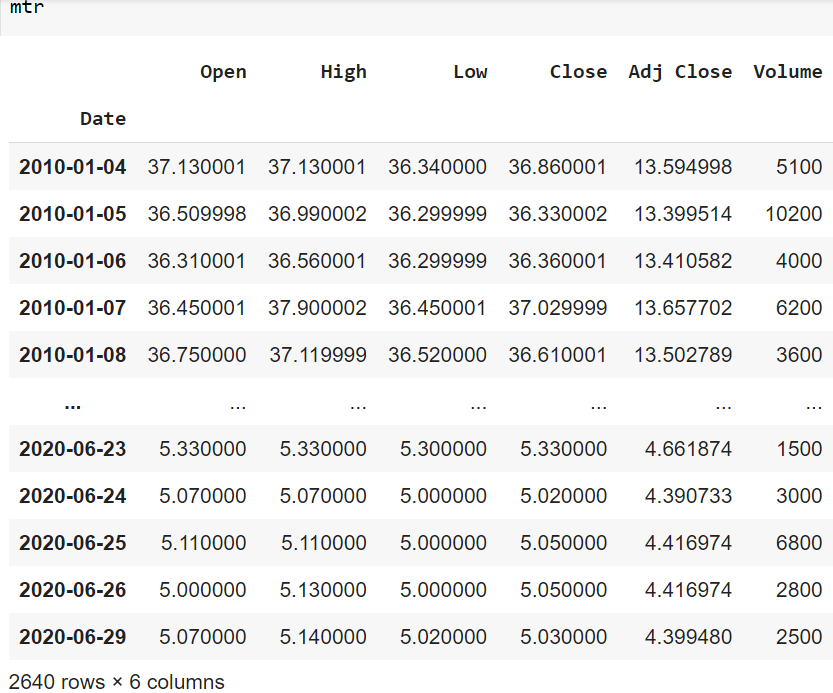 mtr
Open High Low Close Adj Close Volume
Date
2010-01-04 37.130001 37.130001 36.340000 36.860001 13.594998 5100
2010-01-05 36.509998 36.990002 36.299999 36.330002 13.399514 10200
2010-01-06 36.310001 36.560001 36.299999 36.360001 13.410582 4000
2010-01-07 36.450001 37.900002 36.450001 37.029999 13.657702 6200
2010-01-08 36.750000 37.119999 36.520000 36.610001 13.502789 3600
... ... ... ... ... ... ...
2020-06-23 5.330000 5.330000 5.300000 5.330000 4.661874 1500
2020-06-24 5.070000 5.070000 5.000000 5.020000 4.390733 3000
2020-06-25 5.110000 5.110000 5.000000 5.050000 4.416974 6800
2020-06-26 5.000000 5.130000 5.000000 5.050000 4.416974 2800
2020-06-29 5.070000 5.140000 5.020000 5.030000 4.399480 2500
2640 rows × 6 columns